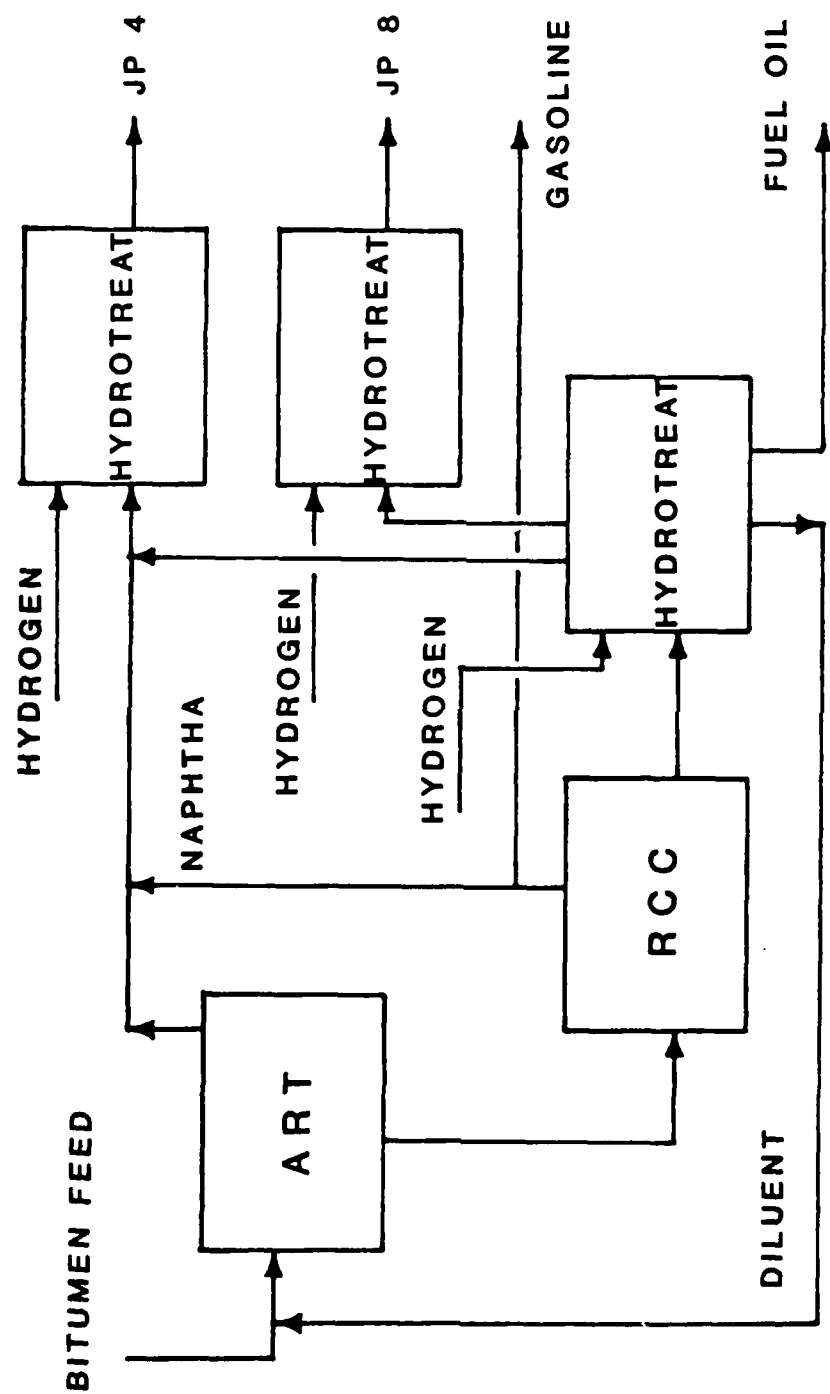 BITUMEN FEED
ART
DILUENT
NAPHTHA
RCC
HYDROGEN
HYDROGEN
HYDROGEN
HYDROTREAT
HYDROTREAT
HYDROTREAT
JP 4
JP 8
GASOLINE
FUEL OIL